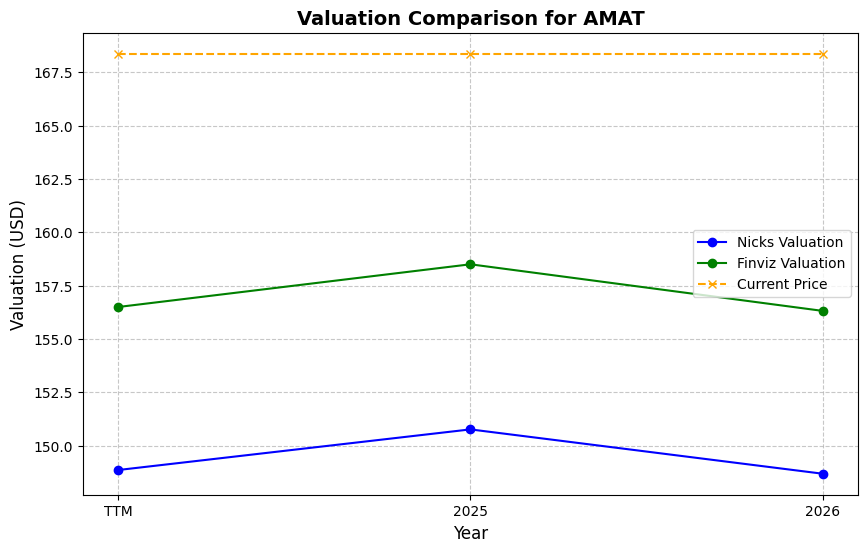 Valuation Comparison for AMAT
Valuation (USD)
167.5
165.0
162.5
160.0
157.5
155.0
152.5
150.0
Nicks Valuation
Finviz Valuation
Current Price
TTM
2025
2026
Year